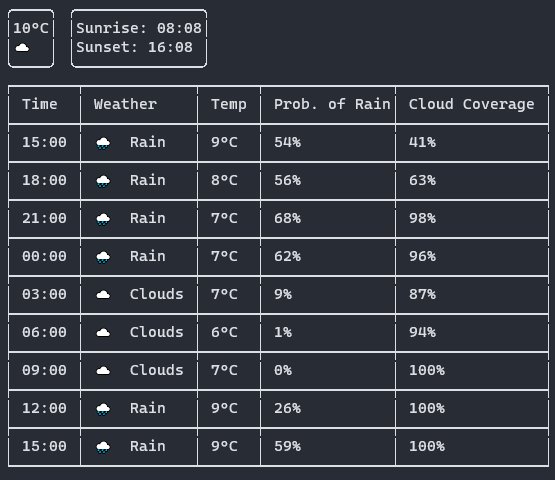 10°C
Sunrise: 08:08
Sunset: 16:08
Time Weather Temp Prob. of Rain Cloud Coverage
15:00 Rain 9°C 54% 41%
18:00 Rain 8°C 56% 63%
21:00 Rain 7°C 68% 98%
00:00 Rain 7°C 62% 96%
03:00 Clouds 7°C 9% 87%
06:00 Clouds 6°C 1% 94%
09:00 Clouds 7°C 0% 100%
12:00 Rain 9°C 26% 100%
15:00 Rain 9°C 59% 100%